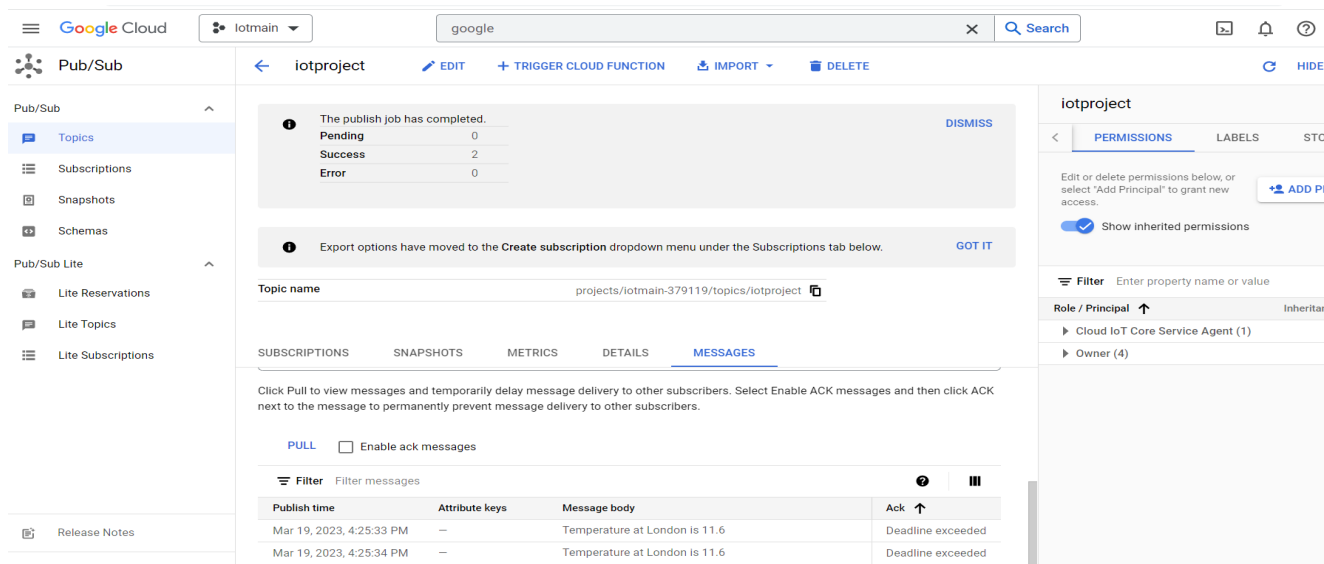 Google Cloud
Iotmain
google
Search
Pub/Sub
iotproject
EDIT
+ TRIGGER CLOUD FUNCTION
IMPORT
DELETE
HIDE
Pub/Sub
Topics
Subscriptions
Snapshots
Schemas
Pub/Sub Lite
Lite Reservations
Lite Topics
Lite Subscriptions
Release Notes
The publish job has completed.
Pending 0
Success 2
Error 0
DISMISS
Export options have moved to the Create subscription dropdown menu under the Subscriptions tab below.
GOT IT
Topic name projects/iotmain-379119/topics/iotproject
SUBSCRIPTIONS SNAPSHOTS METRICS DETAILS MESSAGES
Click Pull to view messages and temporarily delay message delivery to other subscribers. Select Enable ACK messages and then click ACK
next to the message to permanently prevent message delivery to other subscribers.
PULL Enable ack messages
Filter Filter messages
Publish time Attribute keys Message body Ack
Mar 19, 2023, 4:25:33 PM — Temperature at London is 11.6 Deadline exceeded
Mar 19, 2023, 4:25:34 PM — Temperature at London is 11.6 Deadline exceeded
iotproject
PERMISSIONS LABELS STO
Edit or delete permissions below, or
select "Add Principal" to grant new
access.
ADD PI
Show inherited permissions
Filter Enter property name or value
Role / Principal Inheritan
Cloud IoT Core Service Agent (1)
Owner (4)